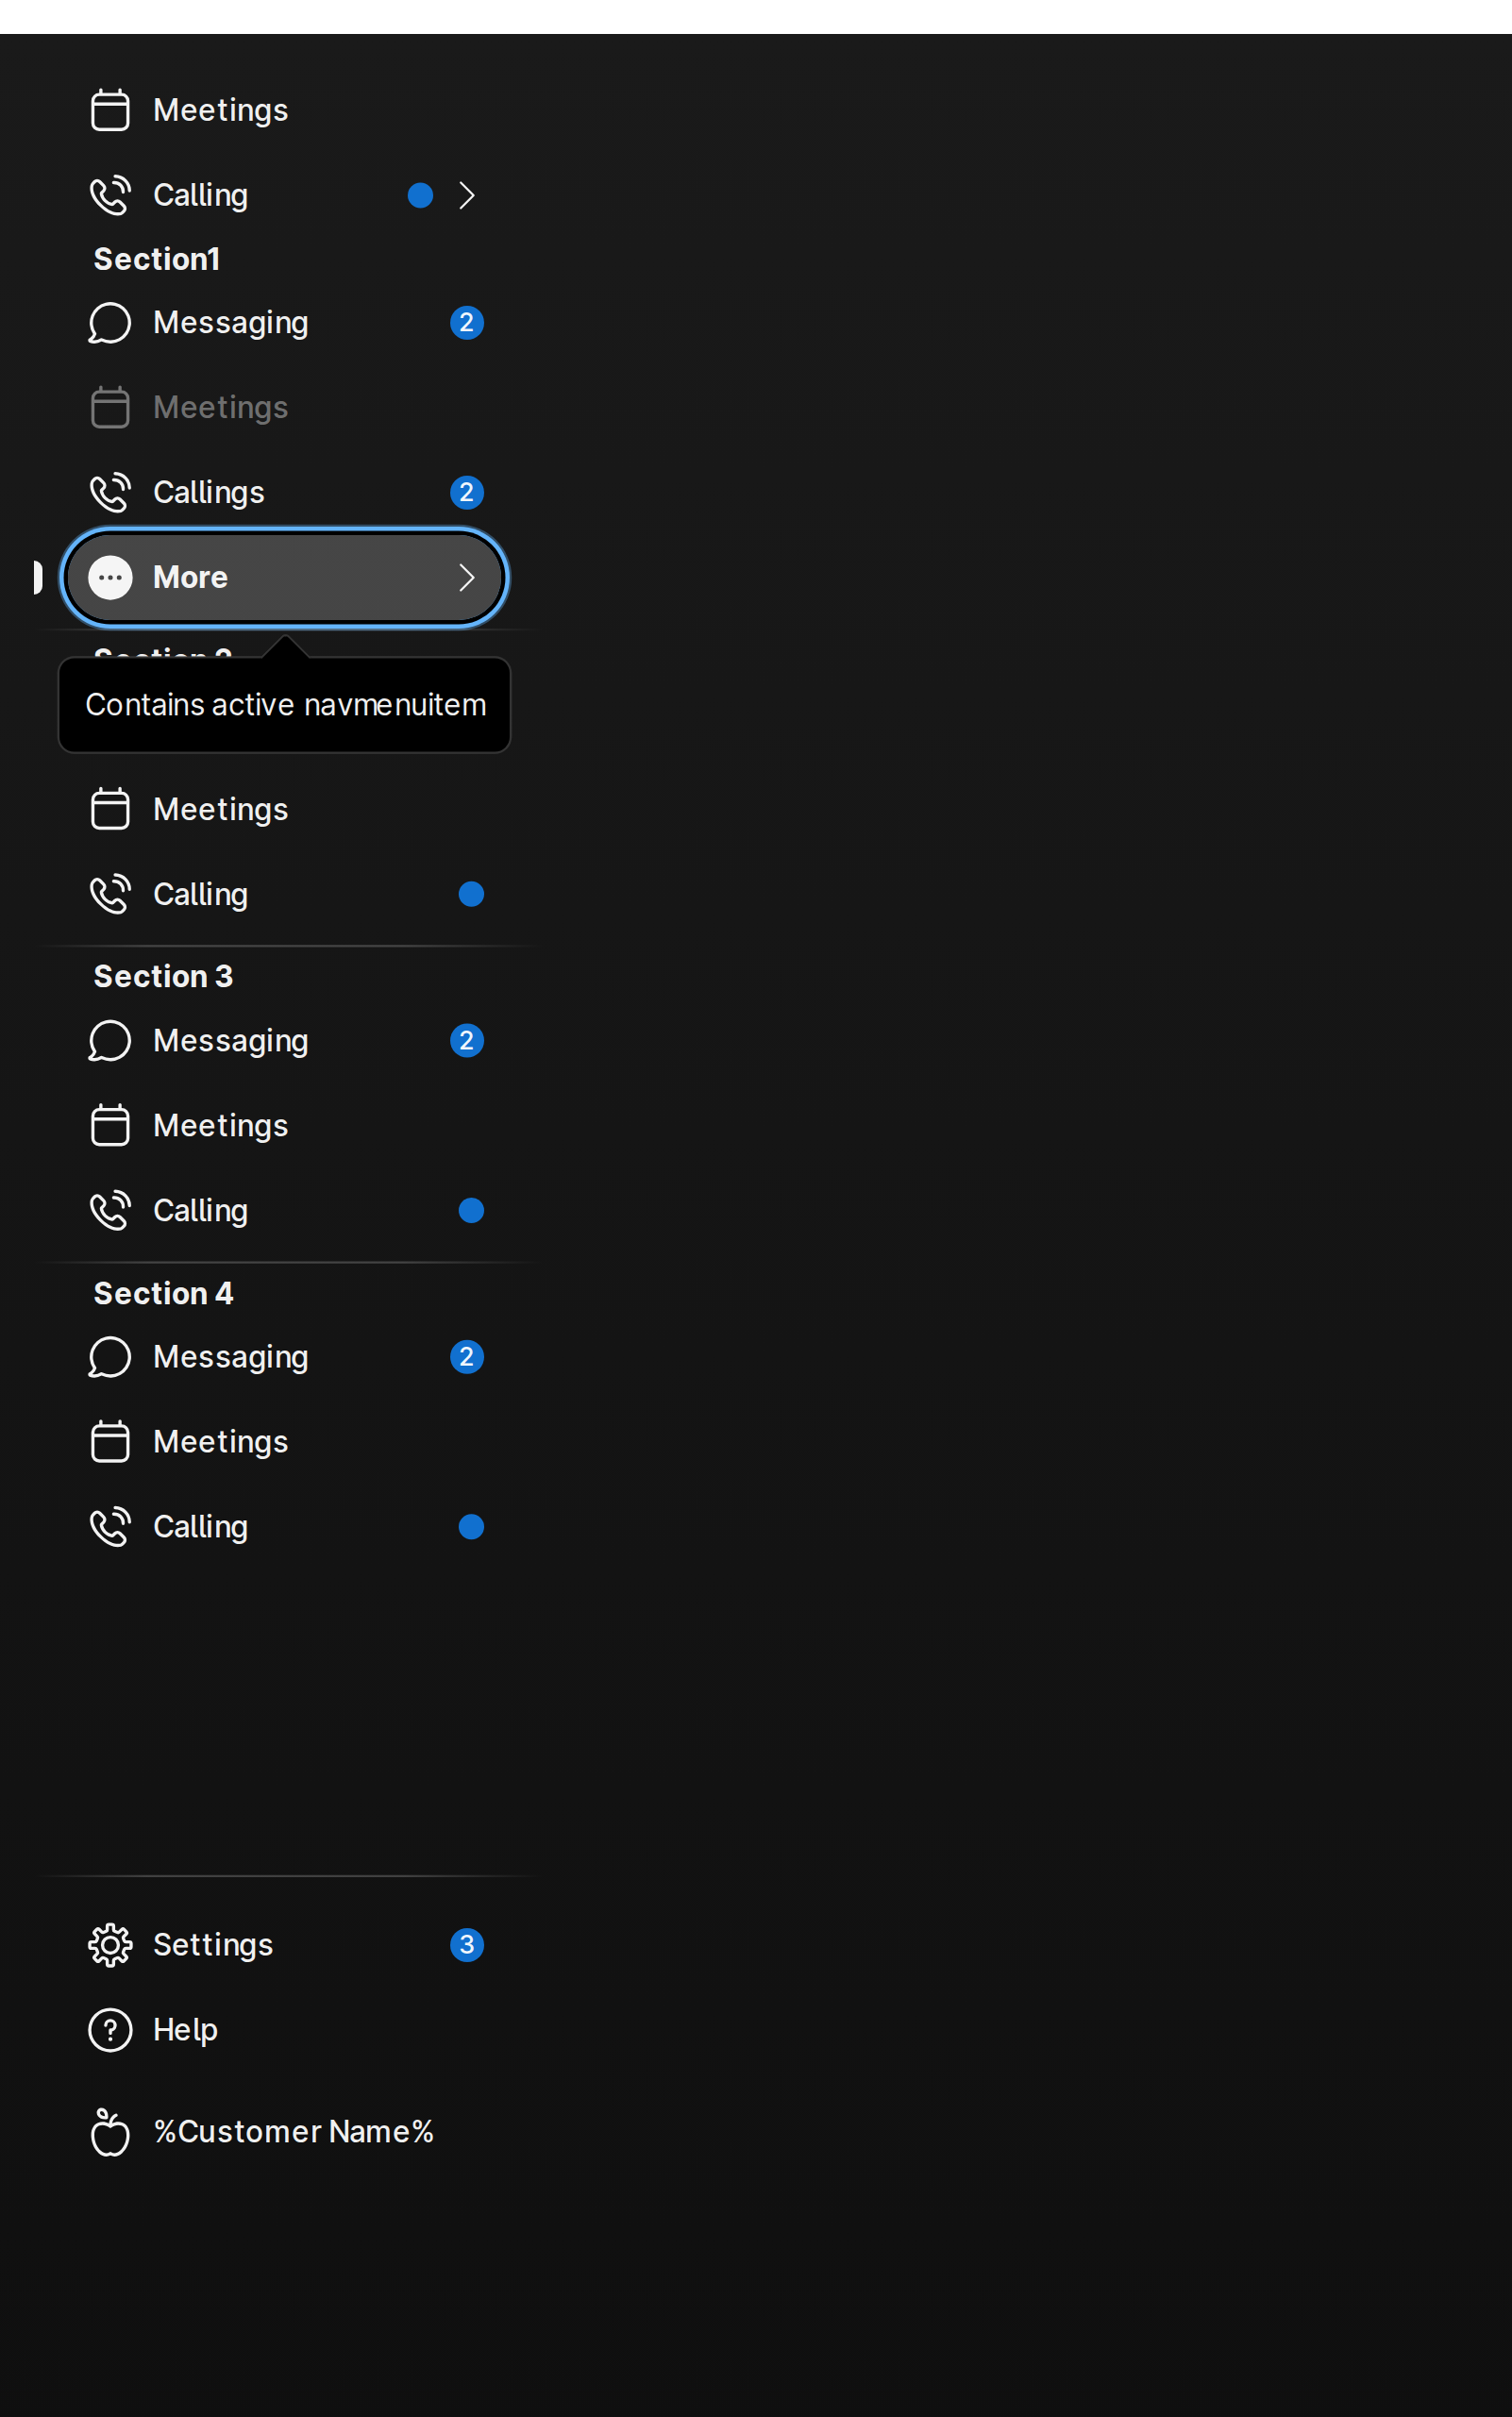 Meetings
Calling
Section1
Messaging 2
Meetings
Callings 2
More
Section 2
Contains active navmenuitem
Meetings
Calling
Section 3
Messaging 2
Meetings
Calling
Section 4
Messaging 2
Meetings
Calling
Settings 3
Help
%Customer Name%